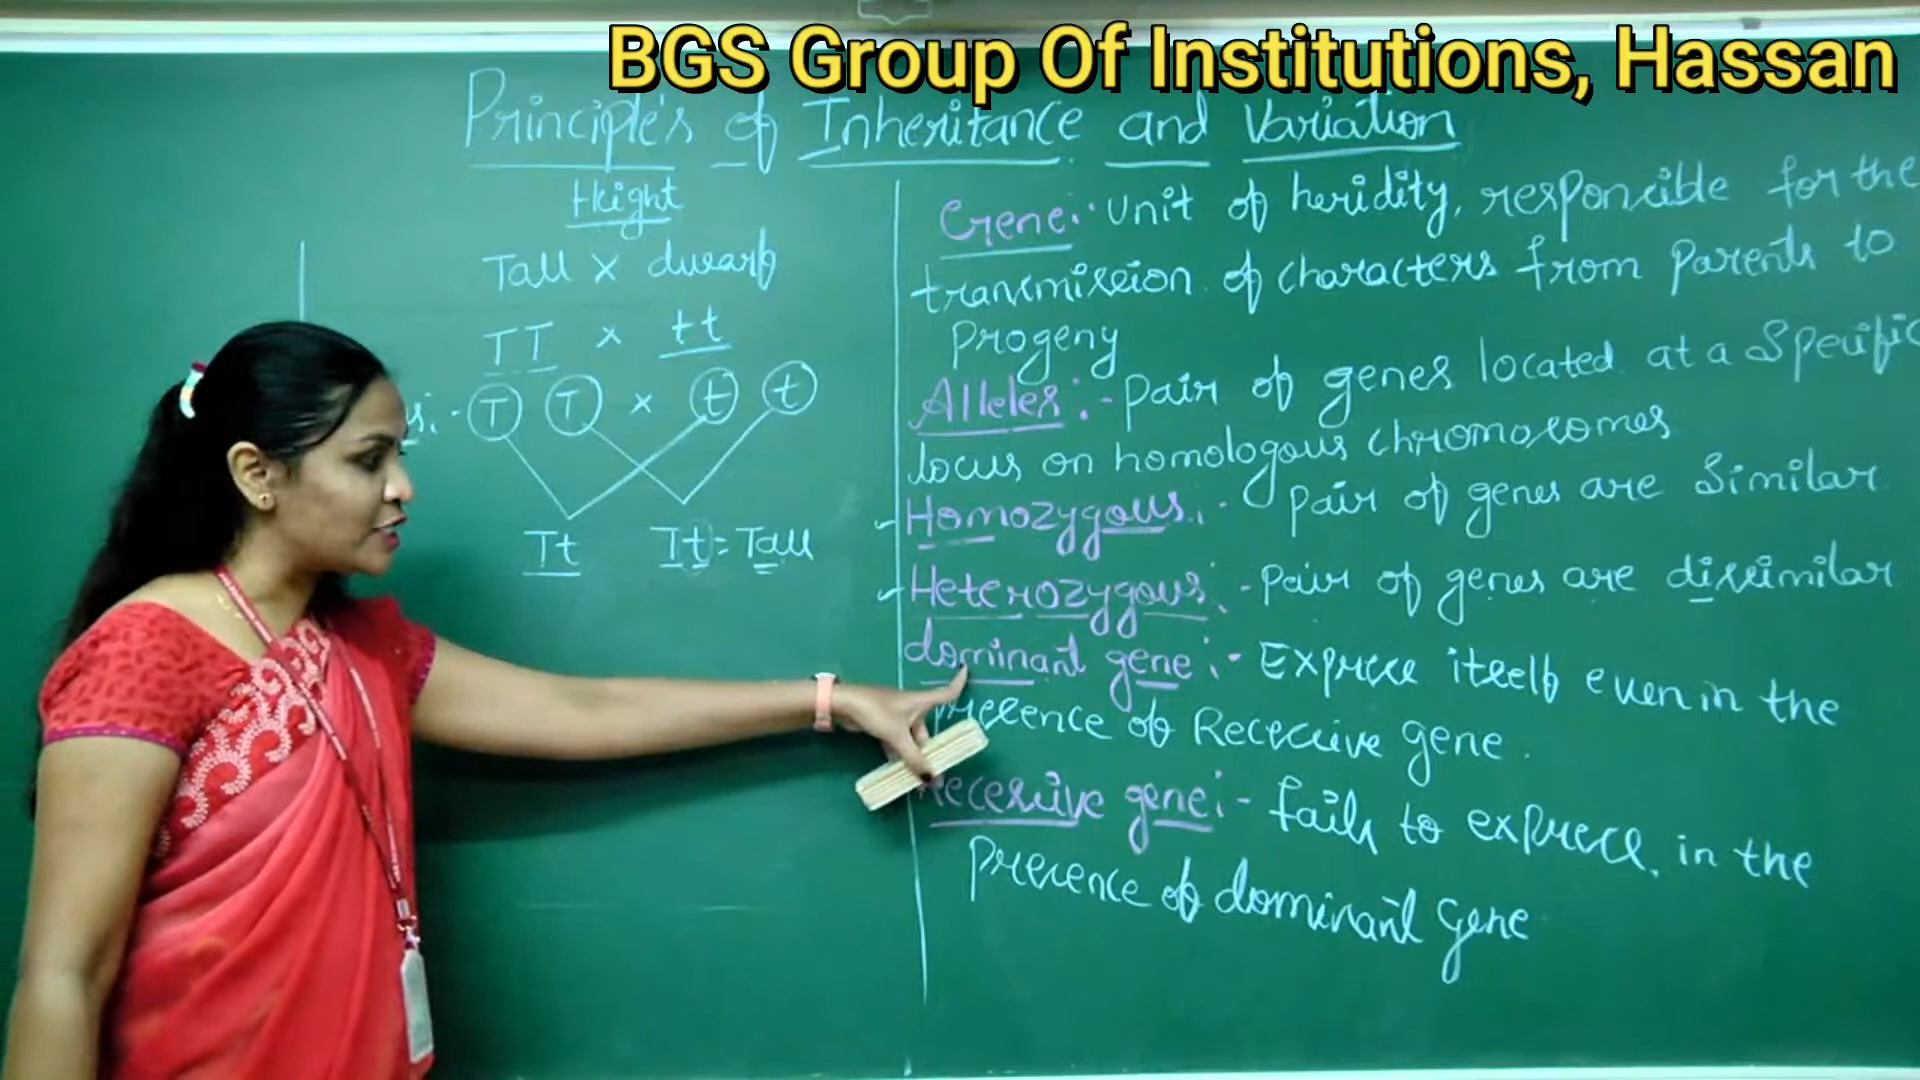 BGS Group Of Institutions, Hassan
Principle's of Inheritance and Variation
Height
Tall x dwarf
TT x tt
s: - T T x t t
Tt Tt = Tall
Gene: unit of heridity, responcible for the
transmission of characters from parents to
Progeny
Alleles: - pair of genes located at a Specific
locus on homologous chromosomes
Homozygous: - pair of genes are Similar
Heterozygous: - pair of genes are dissimilar
dominant gene: - Express itself even in the
presence of Recessive gene.
Recessive gene: - fails to express in the
Presence of dominant Gene